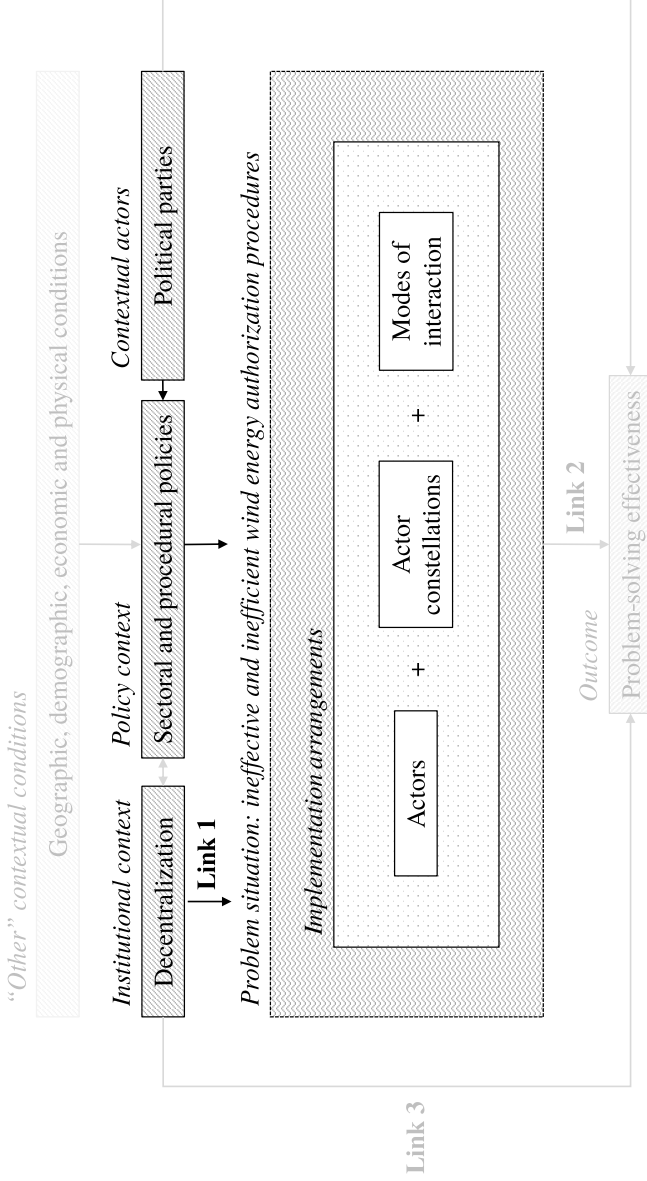 “Other” contextual conditions
Geographic, demographic, economic and physical conditions
Institutional context
Policy context
Contextual actors
Decentralization
Sectoral and procedural policies
Political parties
Link 1
Problem situation: ineffective and inefficient wind energy authorization procedures
Implementation arrangements
Actors
+
Actor
constellations
+
Modes of
interaction
Link 3
Link 2
Outcome
Problem-solving effectiveness